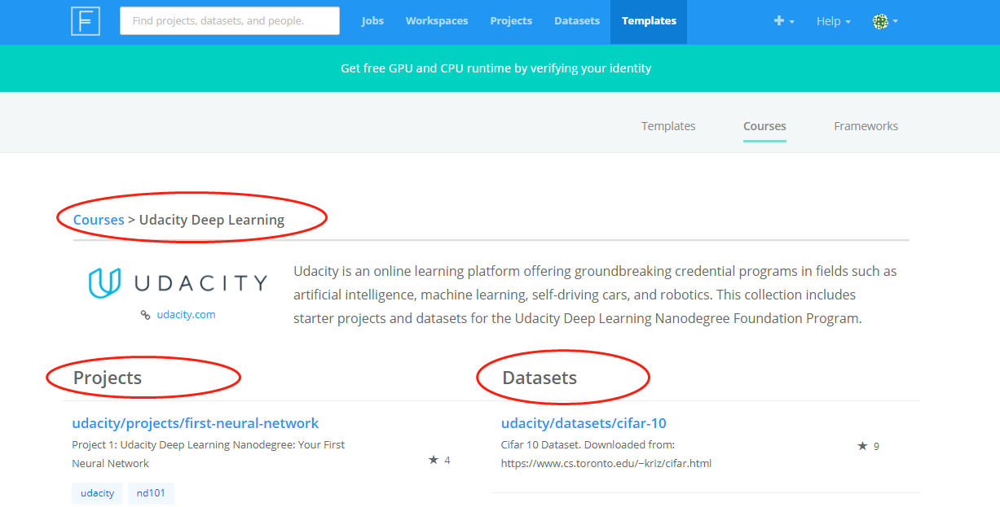 F
Find projects, datasets, and people.
Jobs
Workspaces
Projects
Datasets
Templates
Help
Get free GPU and CPU runtime by verifying your identity
Templates
Courses
Frameworks
Courses > Udacity Deep Learning
UDACITY
udacity.com
Udacity is an online learning platform offering groundbreaking credential programs in fields such as
artificial intelligence, machine learning, self-driving cars, and robotics. This collection includes
starter projects and datasets for the Udacity Deep Learning Nanodegree Foundation Program.
Projects
udacity/projects/first-neural-network
Project 1: Udacity Deep Learning Nanodegree: Your First
Neural Network
★ 4
udacity
nd101
Datasets
udacity/datasets/cifar-10
Cifar 10 Dataset. Downloaded from:
https://www.cs.toronto.edu/~kriz/cifar.html
★ 9